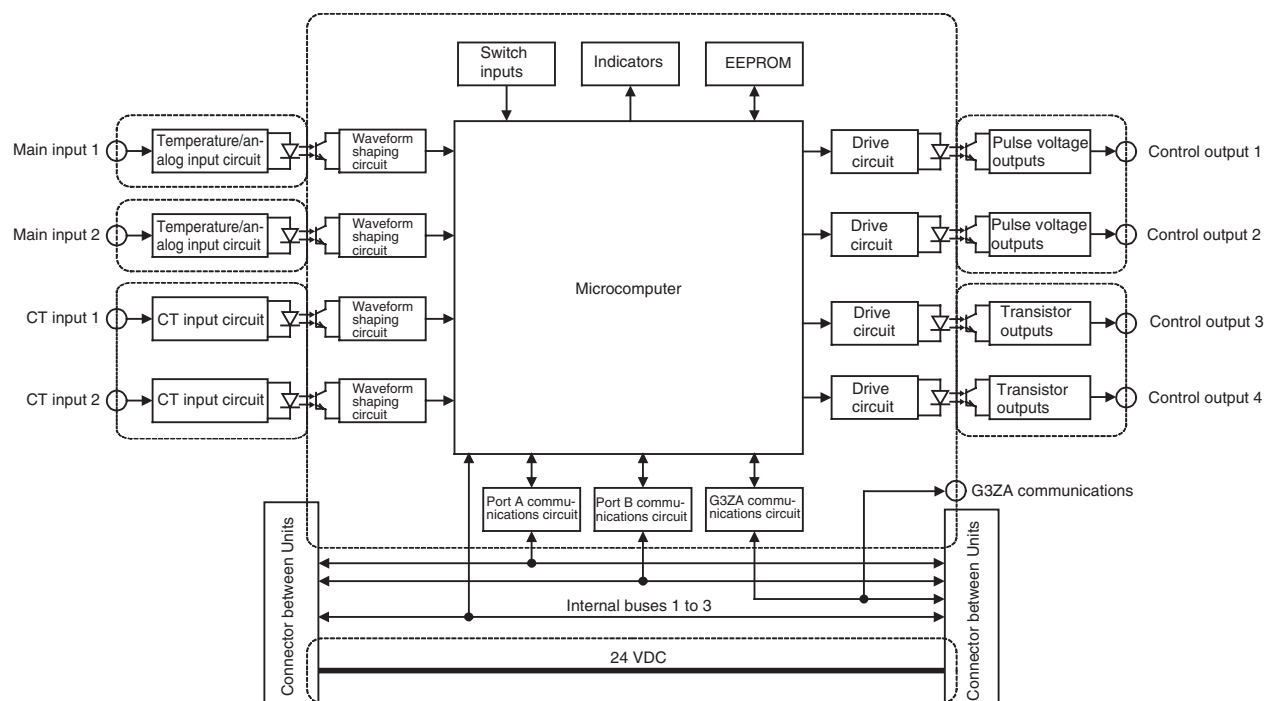 Switch
inputs
Indicators
EEPROM
Main input 1
Temperature/an-
alog input circuit
Waveform
shaping
circuit
Drive
circuit
Pulse voltage
outputs
Control output 1
Main input 2
Temperature/an-
alog input circuit
Waveform
shaping
circuit
Drive
circuit
Pulse voltage
outputs
Control output 2
Microcomputer
CT input 1
CT input circuit
Waveform
shaping
circuit
Drive
circuit
Transistor
outputs
Control output 3
CT input 2
CT input circuit
Waveform
shaping
circuit
Drive
circuit
Transistor
outputs
Control output 4
Port A commu-
nications circuit
Port B commu-
nications circuit
G3ZA commu-
nications circuit
G3ZA communications
Connector between Units
Internal buses 1 to 3
24 VDC
Connector between Units